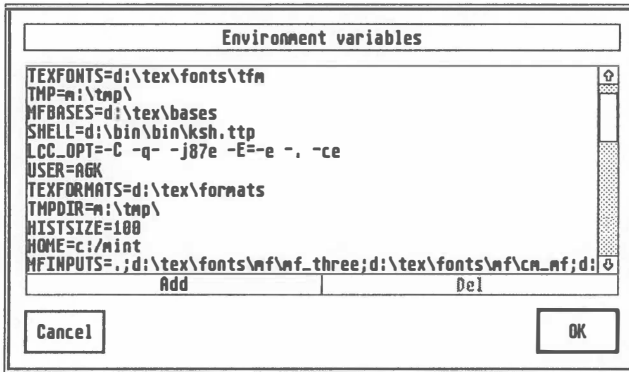 Environment variables
TEXFONTS=d:\tex\fonts\tfm
TMP=m:\tmp\
MFBASES=d:\tex\bases
SHELL=d:\bin\bin\ksh.ttp
LCC_OPT=-C -q- -j87e -E=-e -. -ce
USER=AGK
TEXFORMATS=d:\tex\formats
TMPDIR=m:\tmp\
HISTSIZE=100
HOME=c:/mint
MFINPUTS=.;d:\tex\fonts\mf\mf_three;d:\tex\fonts\mf\cm_mf;d:
Add Del
Cancel OK